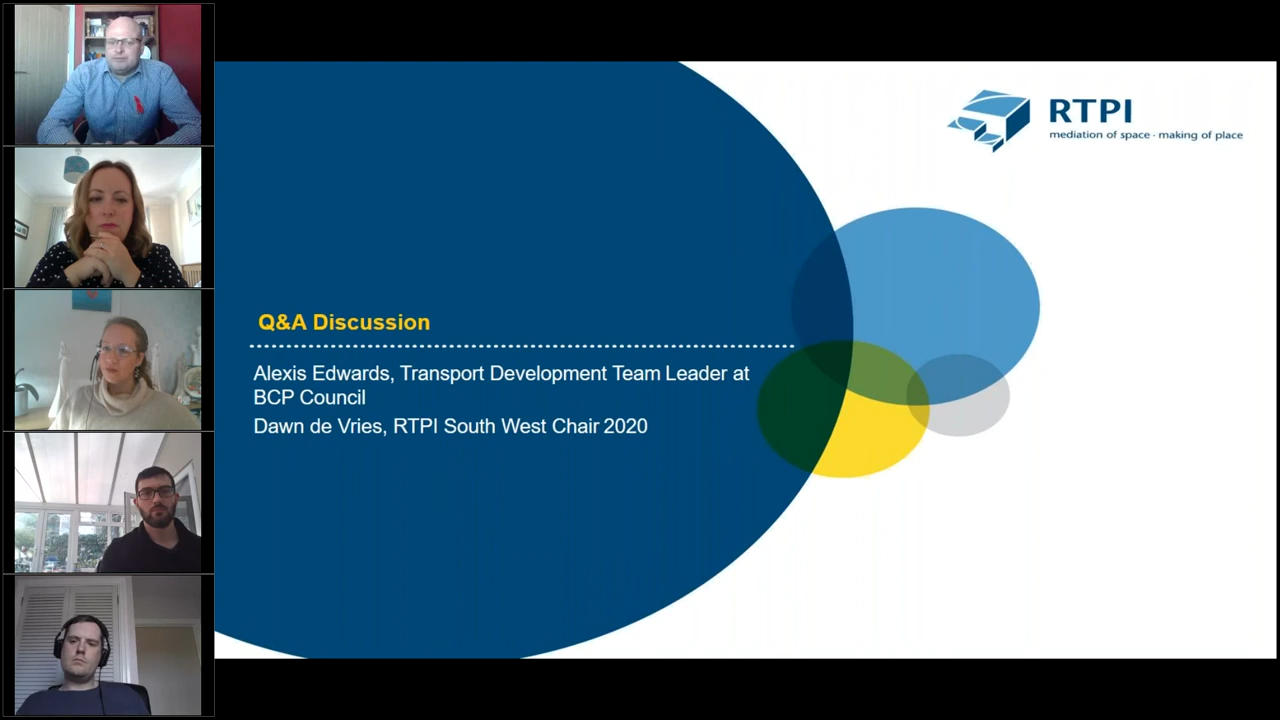 RTPI
mediation of space · making of place
Q&A Discussion
Alexis Edwards, Transport Development Team Leader at
BCP Council
Dawn de Vries, RTPI South West Chair 2020